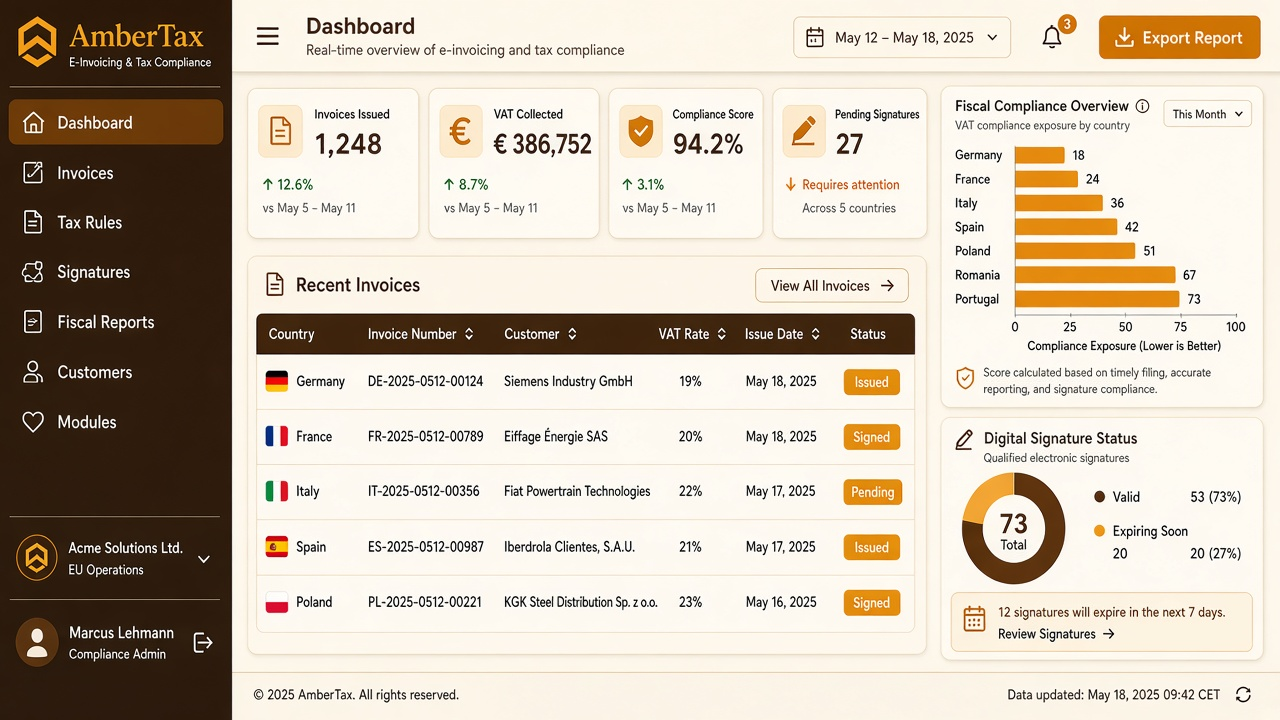 AmberTax
E-Invoicing & Tax Compliance
Dashboard
Invoices
Tax Rules
Signatures
Fiscal Reports
Customers
Modules
Acme Solutions Ltd.
EU Operations
Marcus Lehmann
Compliance Admin
Dashboard
Real-time overview of e-invoicing and tax compliance
May 12 – May 18, 2025
3
Export Report
Invoices Issued
1,248
↑ 12.6%
vs May 5 – May 11
VAT Collected
€
€ 386,752
↑ 8.7%
vs May 5 – May 11
Compliance Score
94.2%
↑ 3.1%
vs May 5 – May 11
Pending Signatures
27
↓ Requires attention
Across 5 countries
Recent Invoices
View All Invoices →
Country Invoice Number Customer VAT Rate Issue Date Status
Germany DE-2025-0512-00124 Siemens Industry GmbH 19% May 18, 2025 Issued
France FR-2025-0512-00789 Eiffage Énergie SAS 20% May 18, 2025 Signed
Italy IT-2025-0512-00356 Fiat Powertrain Technologies 22% May 17, 2025 Pending
Spain ES-2025-0512-00987 Iberdrola Clientes, S.A.U. 21% May 17, 2025 Issued
Poland PL-2025-0512-00221 KGK Steel Distribution Sp. z o.o. 23% May 16, 2025 Signed
Fiscal Compliance Overview
VAT compliance exposure by country
This Month
Germany 18
France 24
Italy 36
Spain 42
Poland 51
Romania 67
Portugal 73
0 25 50 75 100
Compliance Exposure (Lower is Better)
Score calculated based on timely filing, accurate
reporting, and signature compliance.
Digital Signature Status
Qualified electronic signatures
73
Total
Valid 53 (73%)
Expiring Soon
20 20 (27%)
12 signatures will expire in the next 7 days.
Review Signatures →
© 2025 AmberTax. All rights reserved.
Data updated: May 18, 2025 09:42 CET